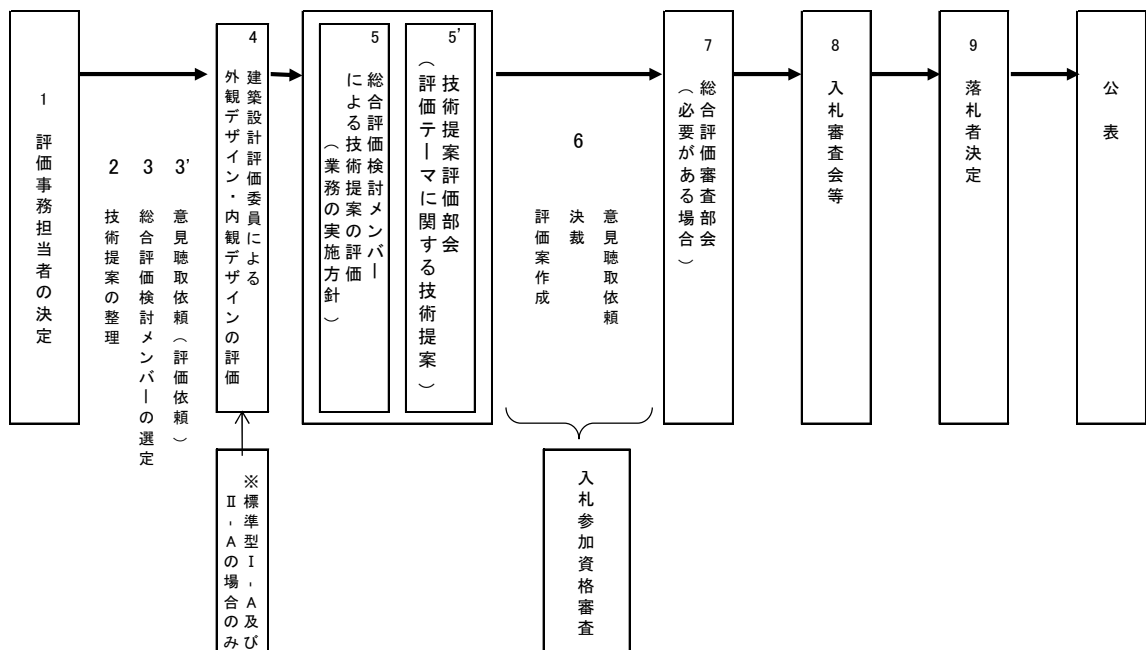 1 評価事務担当者の決定
2 技術提案の整理
3 総合評価検討メンバーの選定
3' 意見聴取依頼（評価依頼）
4 建築設計評価委員による
外観デザイン・内観デザインの評価
※標準型Ⅰ-A及び
Ⅱ-Aの場合のみ
5 総合評価検討メンバー
による技術提案の評価
（業務の実施方針）
5' 技術提案評価部会
（評価テーマに関する技術提案）
6
評価案作成
決裁
意見聴取依頼
入札参加資格審査
7 総合評価審査部会
（必要がある場合）
8 入札審査会等
9 落札者決定
公表